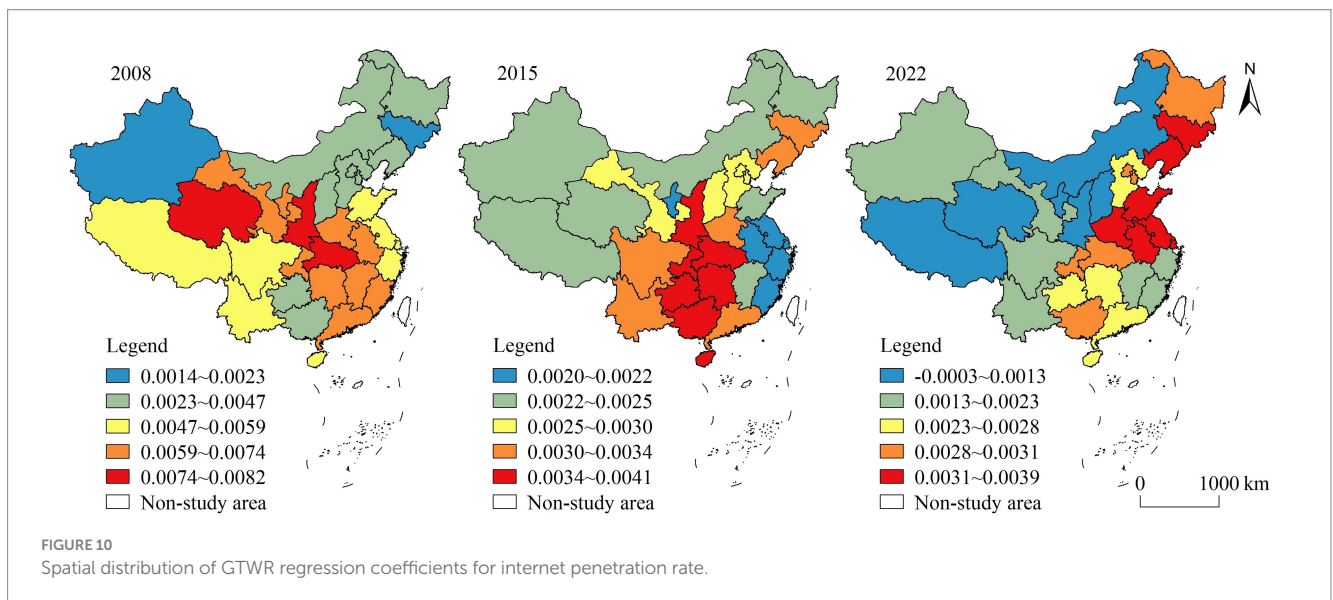 2008
2015
2022
N
Legend
0.0014~0.0023
0.0023~0.0047
0.0047~0.0059
0.0059~0.0074
0.0074~0.0082
Non-study area
Legend
0.0020~0.0022
0.0022~0.0025
0.0025~0.0030
0.0030~0.0034
0.0034~0.0041
Non-study area
Legend
-0.0003~0.0013
0.0013~0.0023
0.0023~0.0028
0.0028~0.0031
0.0031~0.0039
Non-study area
0 1000 km
FIGURE 10
Spatial distribution of GTWR regression coefficients for internet penetration rate.